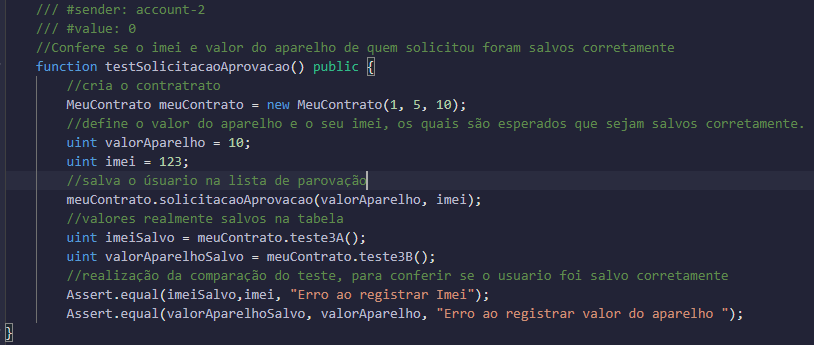 /// #sender: account-2
/// #value: 0
//Confere se o imei e valor do aparelho de quem solicitou foram salvos corretamente
function testSolicitacaoAprovacao() public {
//cria o contratrato
MeuContrato meuContrato = new MeuContrato(1, 5, 10);
//define o valor do aparelho e o seu imei, os quais são esperados que sejam salvos corretamente.
uint valorAparelho = 10;
uint imei = 123;
//salva o úsuario na lista de parovação
meuContrato.solicitacaoAprovacao(valorAparelho, imei);
//valores realmente salvos na tabela
uint imeiSalvo = meuContrato.teste3A();
uint valorAparelhoSalvo = meuContrato.teste3B();
//realização da comparação do teste, para conferir se o usuario foi salvo corretamente
Assert.equal(imeiSalvo,imei, "Erro ao registrar Imei");
Assert.equal(valorAparelhoSalvo, valorAparelho, "Erro ao registrar valor do aparelho ");
}